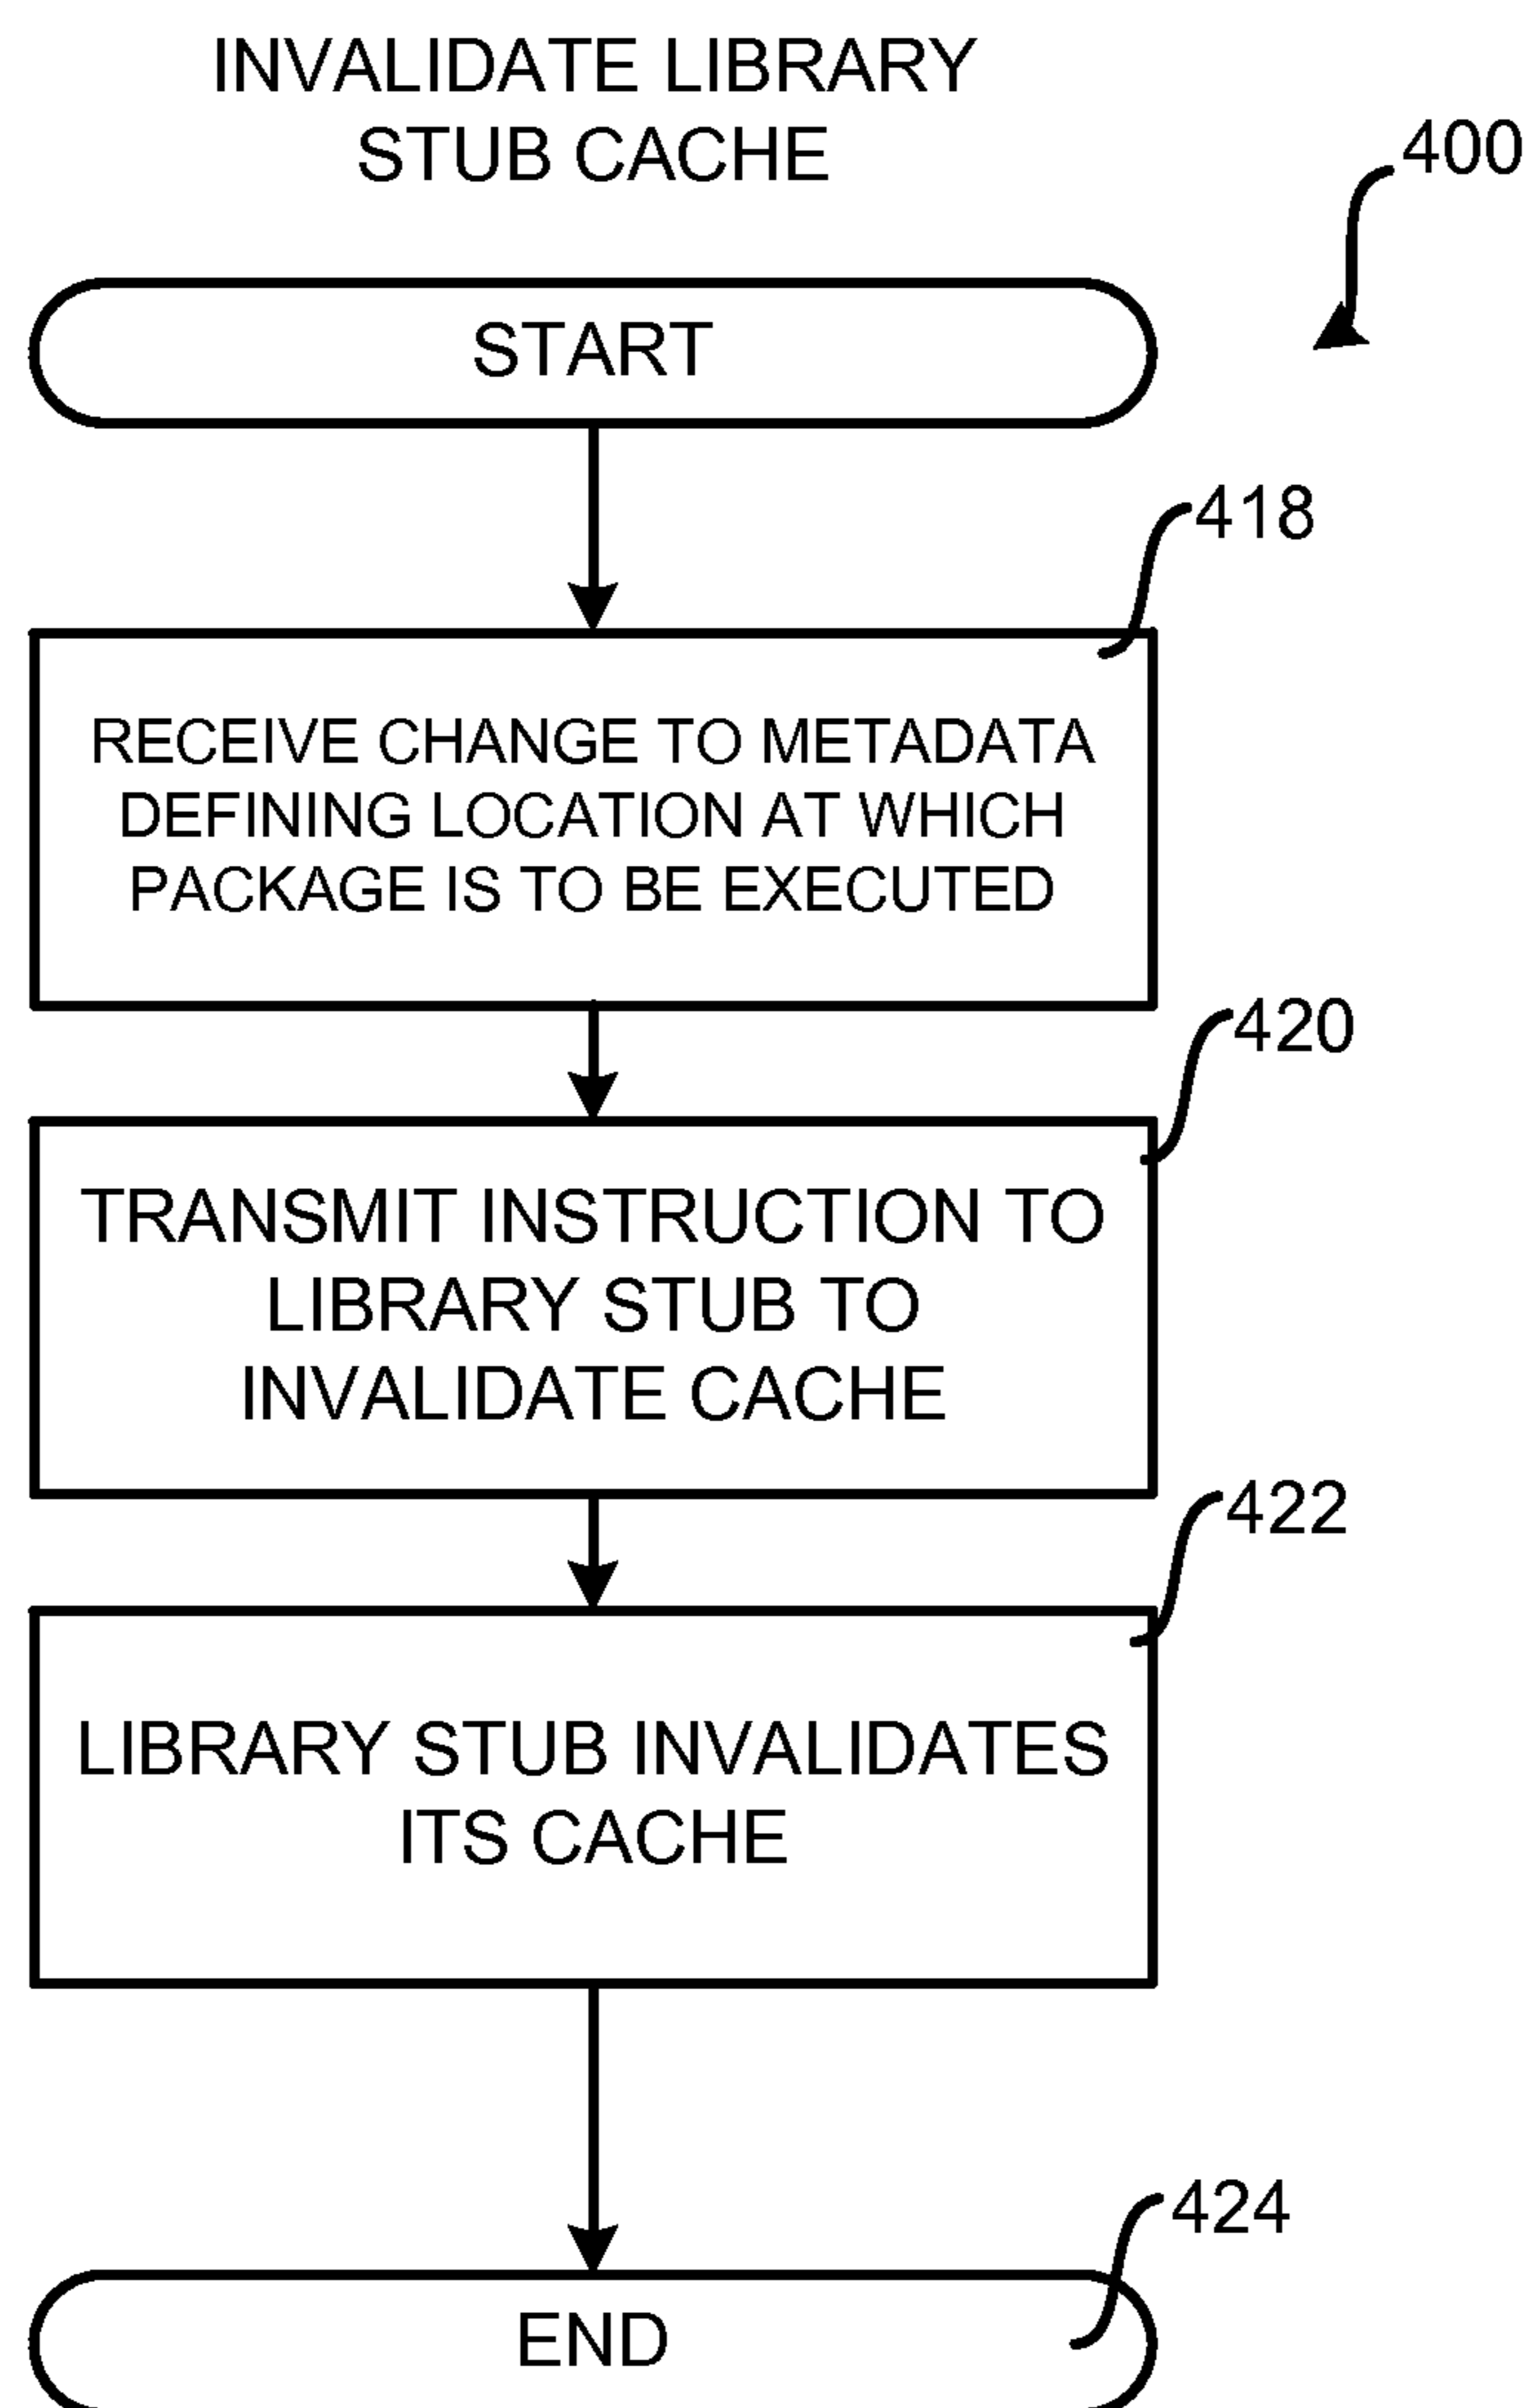 INVALIDATE LIBRARY
STUB CACHE
400
START
418
RECEIVE CHANGE TO METADATA
DEFINING LOCATION AT WHICH
PACKAGE IS TO BE EXECUTED
420
TRANSMIT INSTRUCTION TO
LIBRARY STUB TO
INVALIDATE CACHE
422
LIBRARY STUB INVALIDATES
ITS CACHE
424
END